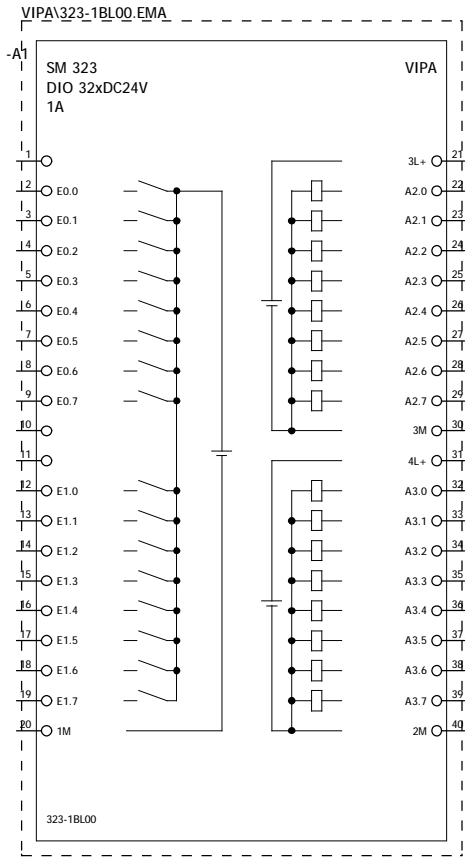 VIPA\323-1BL00.EMA
-A1
SM 323
DIO 32xDC24V
1A
VIPA
1
2 E0.0
3 E0.1
4 E0.2
5 E0.3
6 E0.4
7 E0.5
8 E0.6
9 E0.7
10
11
12 E1.0
13 E1.1
14 E1.2
15 E1.3
16 E1.4
17 E1.5
18 E1.6
19 E1.7
20 1M
3L+ 21
A2.0 22
A2.1 23
A2.2 24
A2.3 25
A2.4 26
A2.5 27
A2.6 28
A2.7 29
3M 30
4L+ 31
A3.0 32
A3.1 33
A3.2 34
A3.3 35
A3.4 36
A3.5 37
A3.6 38
A3.7 39
2M 40
323-1BL00